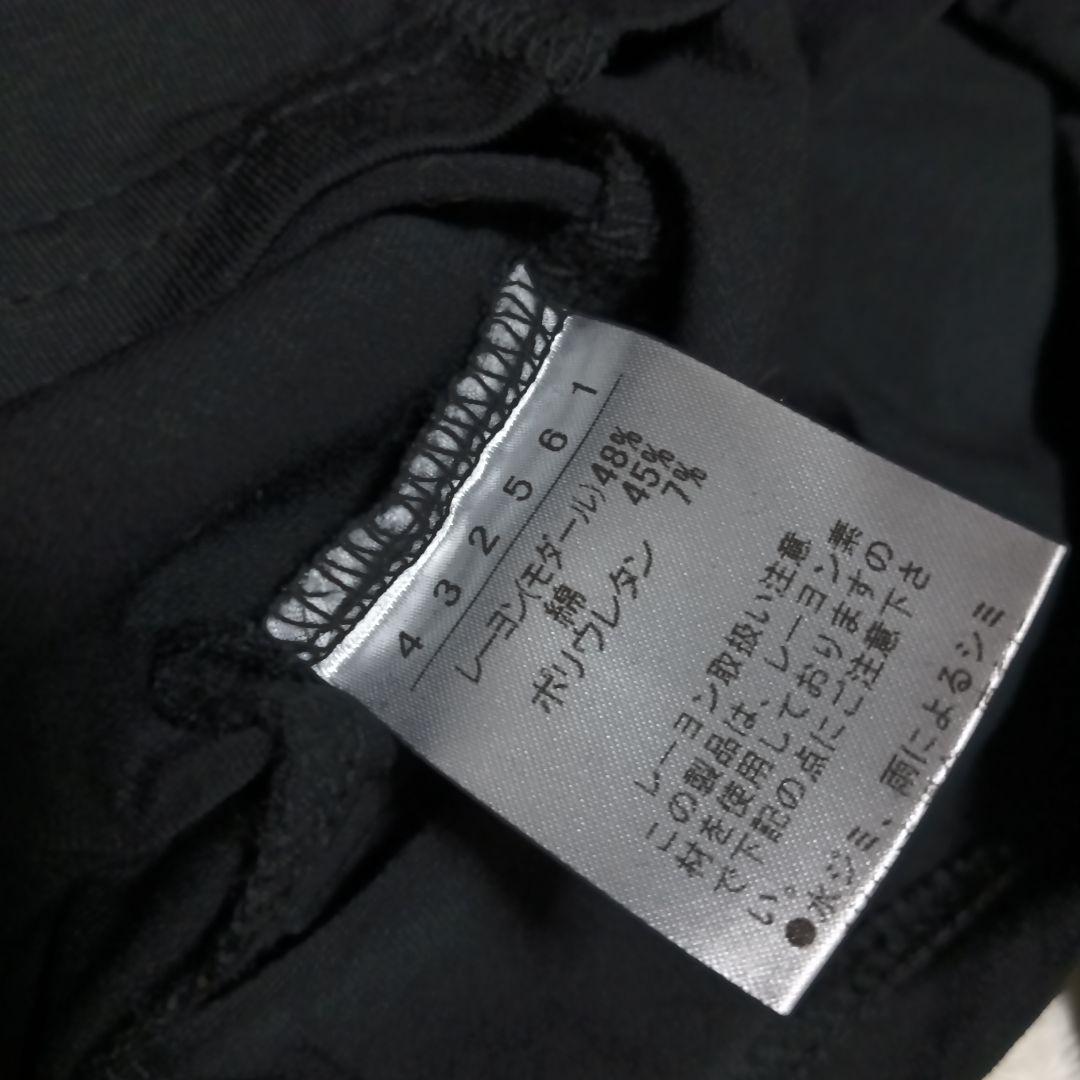 4 3 2 5 6 1
レーヨン(モダール)48%
綿 45%
ポリウレタン 7%
レーヨン取扱い注意
この製品は、レーヨン素
材を使用しておりますの
で下記の点にご注意下さ
い。
●水ジミ、雨によるシミ